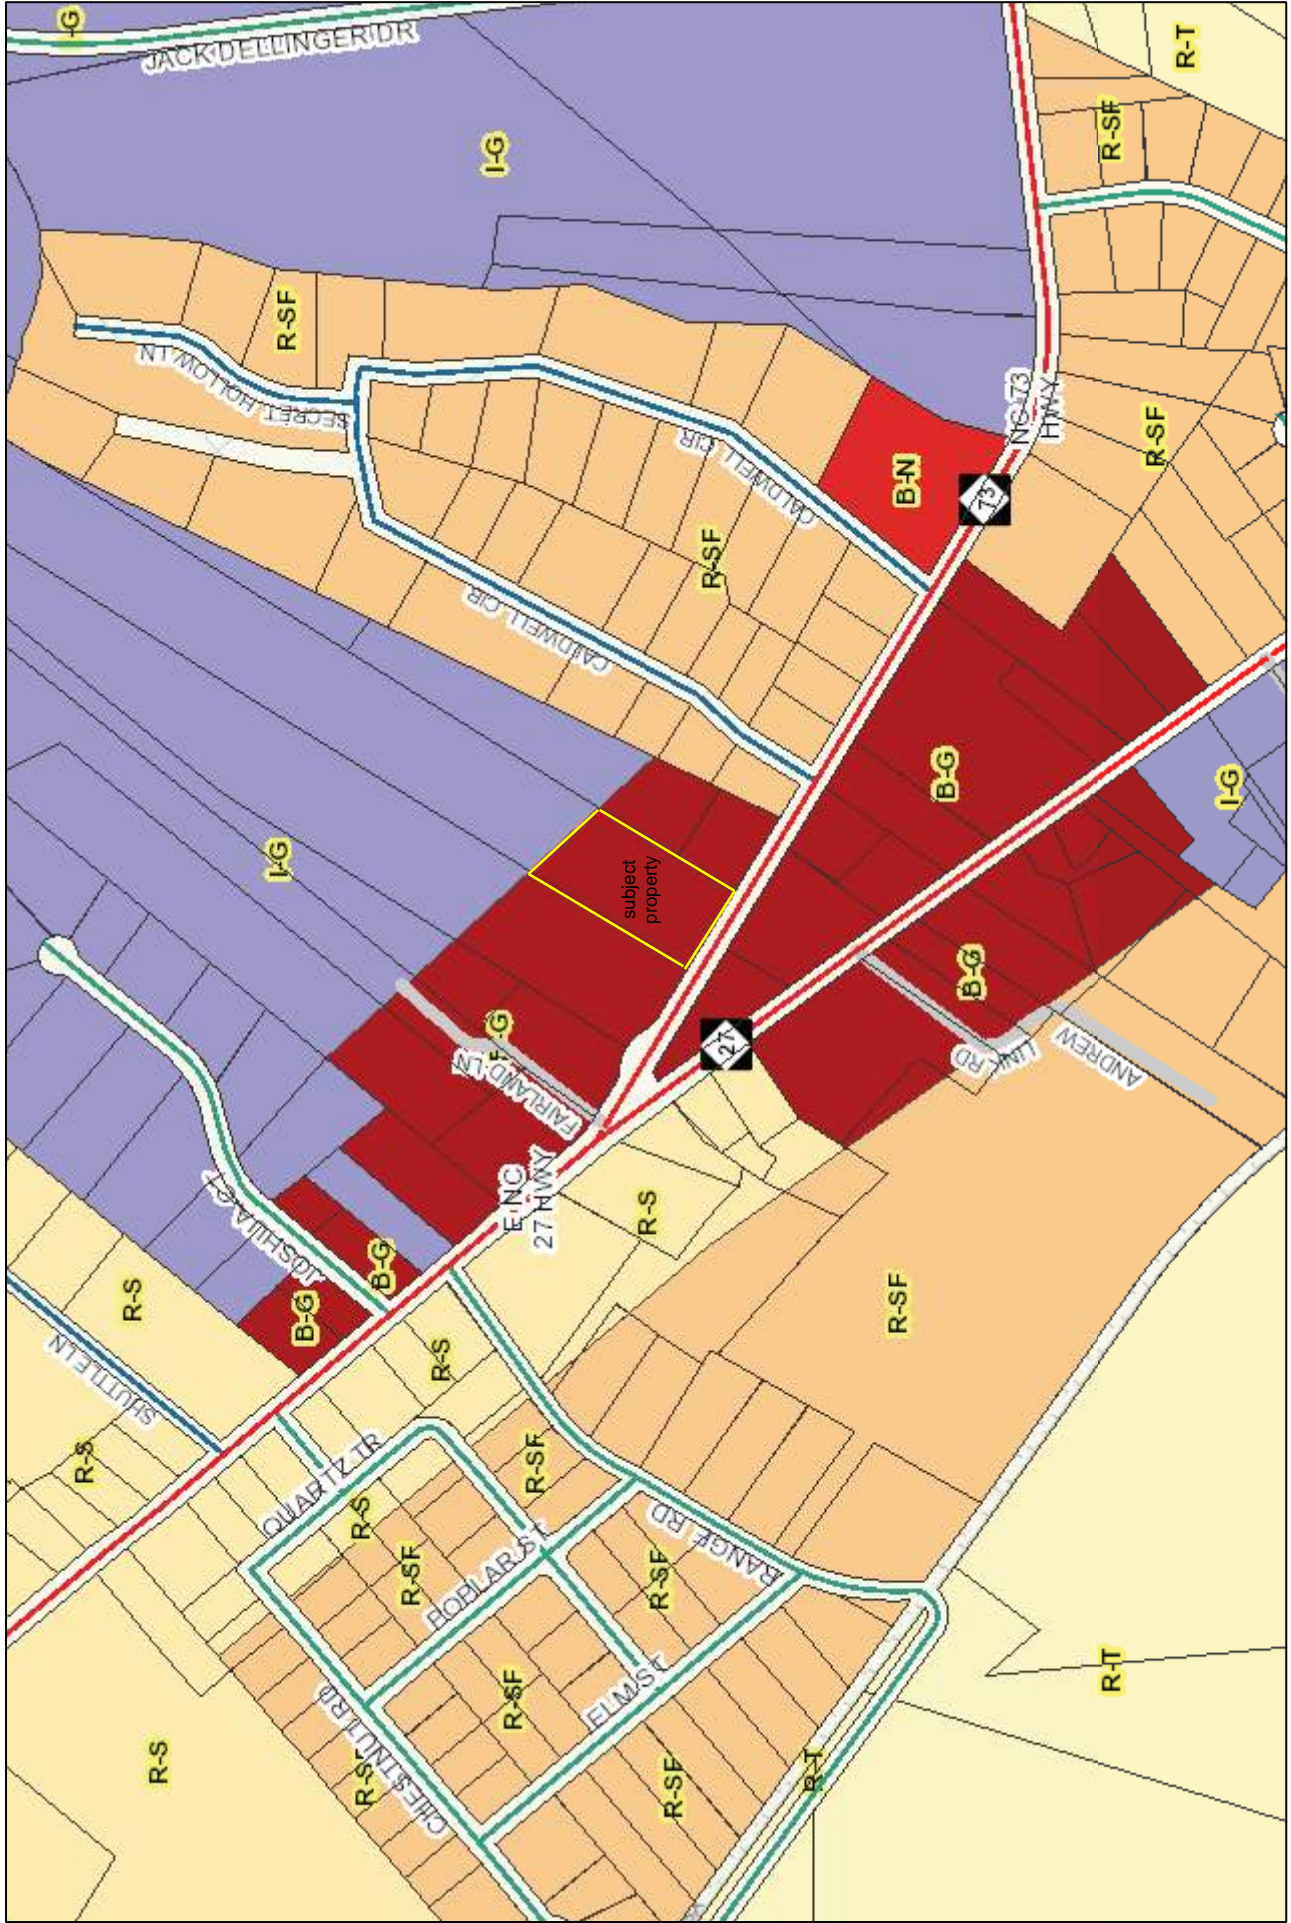 R-S
R-S
SHUTTLE LN
R-S
-G
JACK DELLINGER DR
JOSHUA CT
I-G
SECRET HOLLOW LN
R-SF
B-G
B-G
QUARTZ TR
R-S
R-S
CHESTNUT RD
R-SF
POPLAR ST
R-SF
R-SF
I-G
FAIRLAND LN
B-G
CALDWELL CIR
R-SF
E NC
27 HWY
ELM ST
R-SF
R-S
subject
property
R-SF
R-SF
RANGE RD
CALDWELL CIR
27
R-T
R-SF
B-N
B-G
B-G
LINK RD
73
NC 73
HWY
ANDREW
R-T
R-SF
R-SF
I-G
R-T